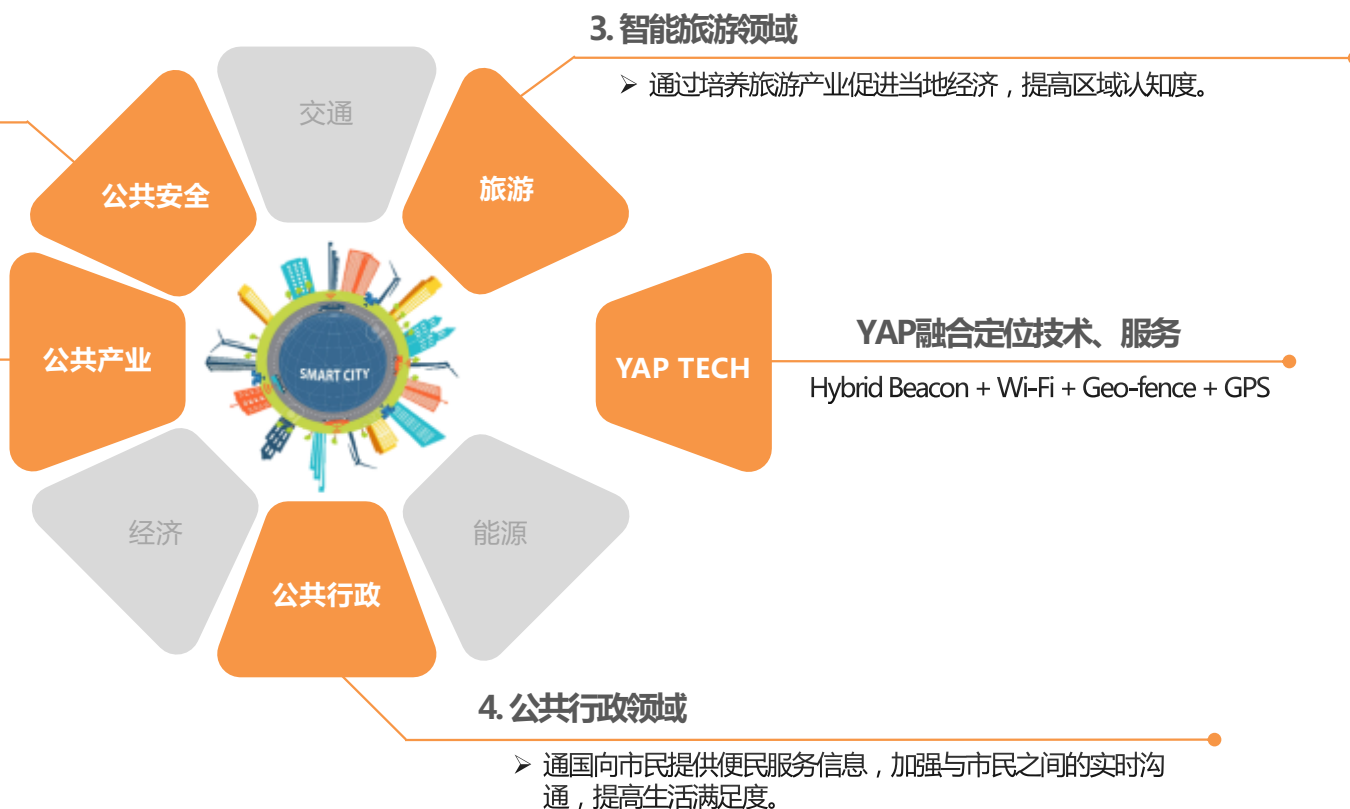 3. 智能旅游领域
➢ 通过培养旅游产业促进当地经济，提高区域认知度。
交通
公共安全
旅游
公共产业
SMART CITY
YAP TECH
YAP融合定位技术、服务
Hybrid Beacon + Wi-Fi + Geo-fence + GPS
经济
能源
公共行政
4. 公共行政领域
➢ 通国向市民提供便民服务信息，加强与市民之间的实时沟
通，提高生活满足度。